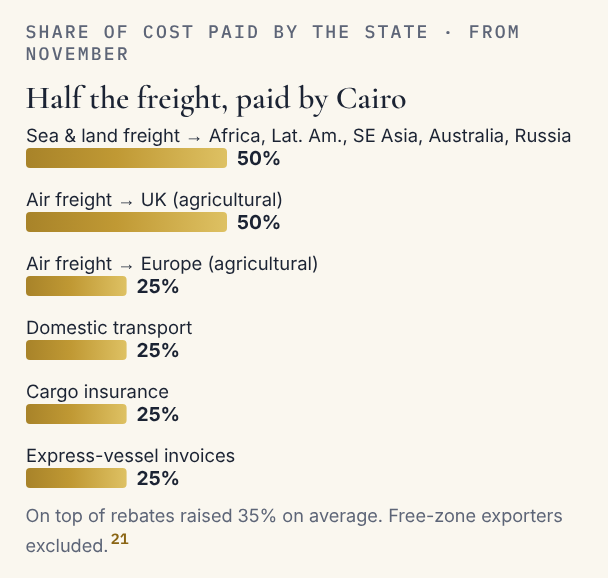 SHARE OF COST PAID BY THE STATE · FROM
NOVEMBER
Half the freight, paid by Cairo
Sea & land freight → Africa, Lat. Am., SE Asia, Australia, Russia
50%
Air freight → UK (agricultural)
50%
Air freight → Europe (agricultural)
25%
Domestic transport
25%
Cargo insurance
25%
Express-vessel invoices
25%
On top of rebates raised 35% on average. Free-zone exporters
excluded. 21